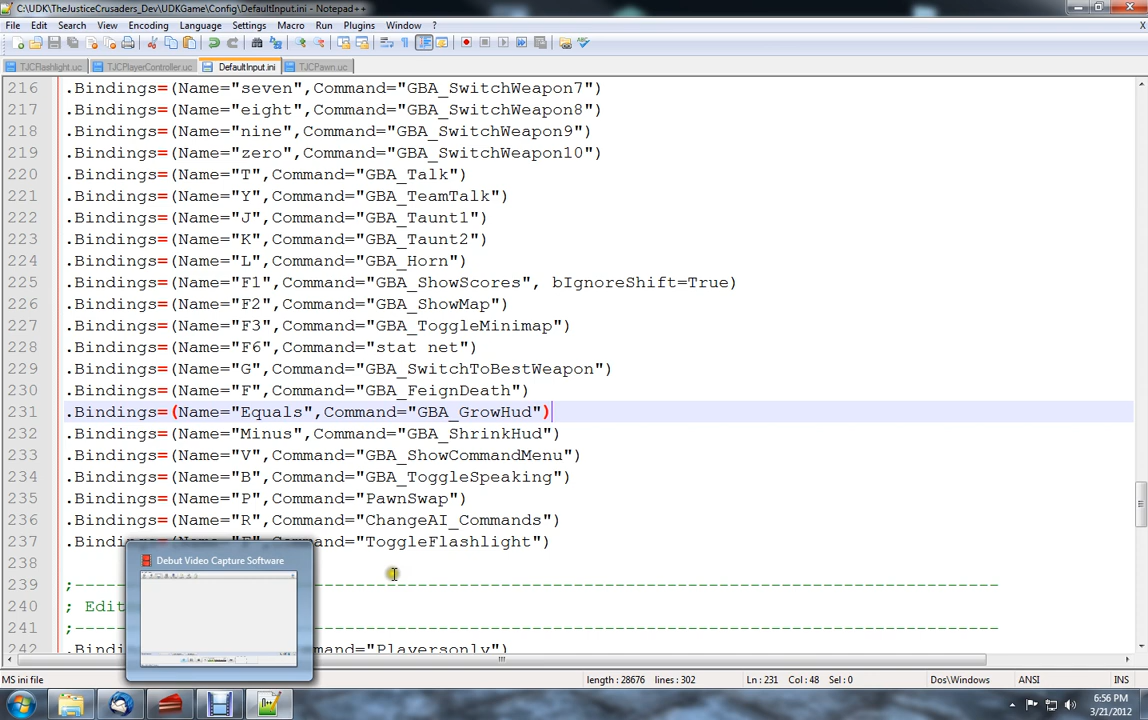 C:\UDK\TheJusticeCrusaders_Dev\UDKGame\Config\DefaultInput.ini - Notepad++
File Edit Search View Encoding Language Settings Macro Run Plugins Window ?
TJCFlashlight.uc TJCPlayerController.uc DefaultInput.ini TJCPawn.uc
216 .Bindings=(Name="seven",Command="GBA_SwitchWeapon7")
217 .Bindings=(Name="eight",Command="GBA_SwitchWeapon8")
218 .Bindings=(Name="nine",Command="GBA_SwitchWeapon9")
219 .Bindings=(Name="zero",Command="GBA_SwitchWeapon10")
220 .Bindings=(Name="T",Command="GBA_Talk")
221 .Bindings=(Name="Y",Command="GBA_TeamTalk")
222 .Bindings=(Name="J",Command="GBA_Taunt1")
223 .Bindings=(Name="K",Command="GBA_Taunt2")
224 .Bindings=(Name="L",Command="GBA_Horn")
225 .Bindings=(Name="F1",Command="GBA_ShowScores", bIgnoreShift=True)
226 .Bindings=(Name="F2",Command="GBA_ShowMap")
227 .Bindings=(Name="F3",Command="GBA_ToggleMinimap")
228 .Bindings=(Name="F6",Command="stat net")
229 .Bindings=(Name="G",Command="GBA_SwitchToBestWeapon")
230 .Bindings=(Name="F",Command="GBA_FeignDeath")
231 .Bindings=(Name="Equals",Command="GBA_GrowHud")
232 .Bindings=(Name="Minus",Command="GBA_ShrinkHud")
233 .Bindings=(Name="V",Command="GBA_ShowCommandMenu")
234 .Bindings=(Name="B",Command="GBA_ToggleSpeaking")
235 .Bindings=(Name="P",Command="PawnSwap")
236 .Bindings=(Name="R",Command="ChangeAI_Commands")
237 .Bindin "ToggleFlashlight")
Debut Video Capture Software
238
239 ;-----------------------------------------------------------------------------------------
240 ; Edit
241 ;-----------------------------------------------------------------------------------------
242 .Bindi "Playersonly")
MS ini file length : 28676 lines : 302 Ln : 231 Col : 48 Sel : 0 Dos\Windows ANSI INS
6:56 PM
3/21/2012